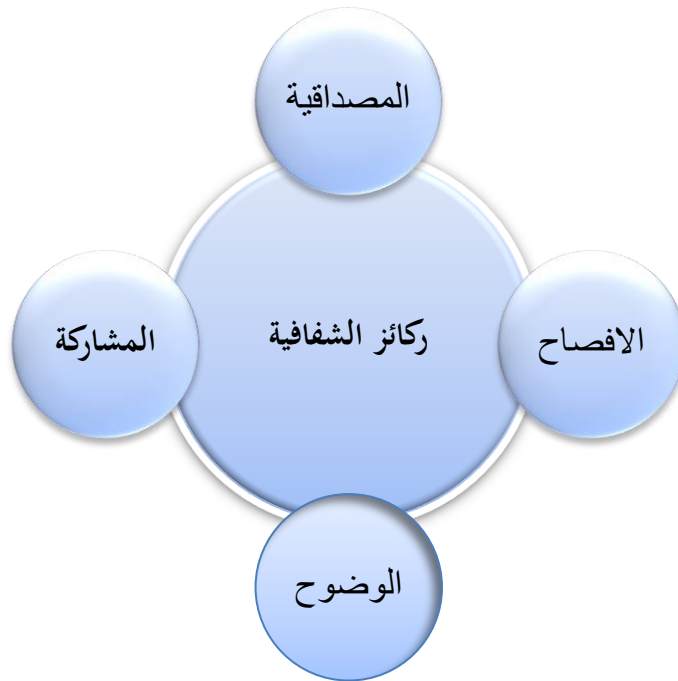 المصداقية
الافصاح
ركائز الشفافية
المشاركة
الوضوح